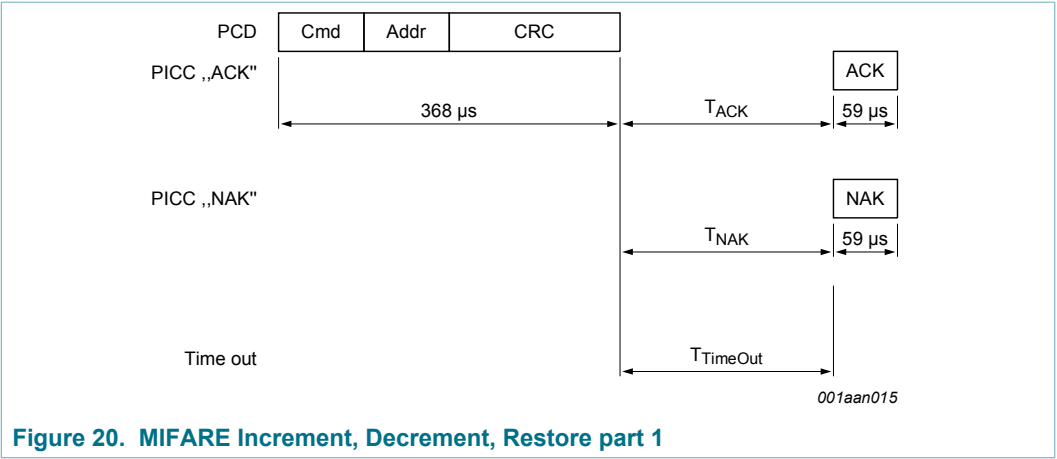 PCD Cmd Addr CRC
PICC ,,ACK" ACK
368 μs TACK 59 μs
PICC ,,NAK" NAK
TNAK 59 μs
Time out TTimeOut
001aan015
Figure 20. MIFARE Increment, Decrement, Restore part 1